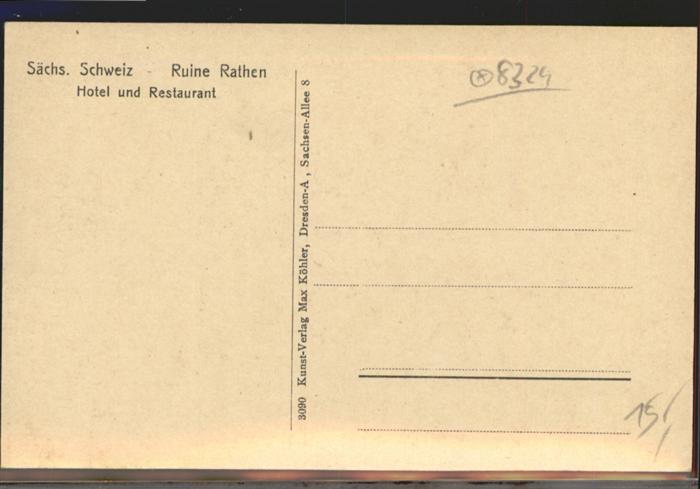 Sächs. Schweiz - Ruine Rathen
Hotel und Restaurant
3090 Kunst-Verlag Max Köhler, Dresden-A, Sachsen-Allee 8
8324
15,